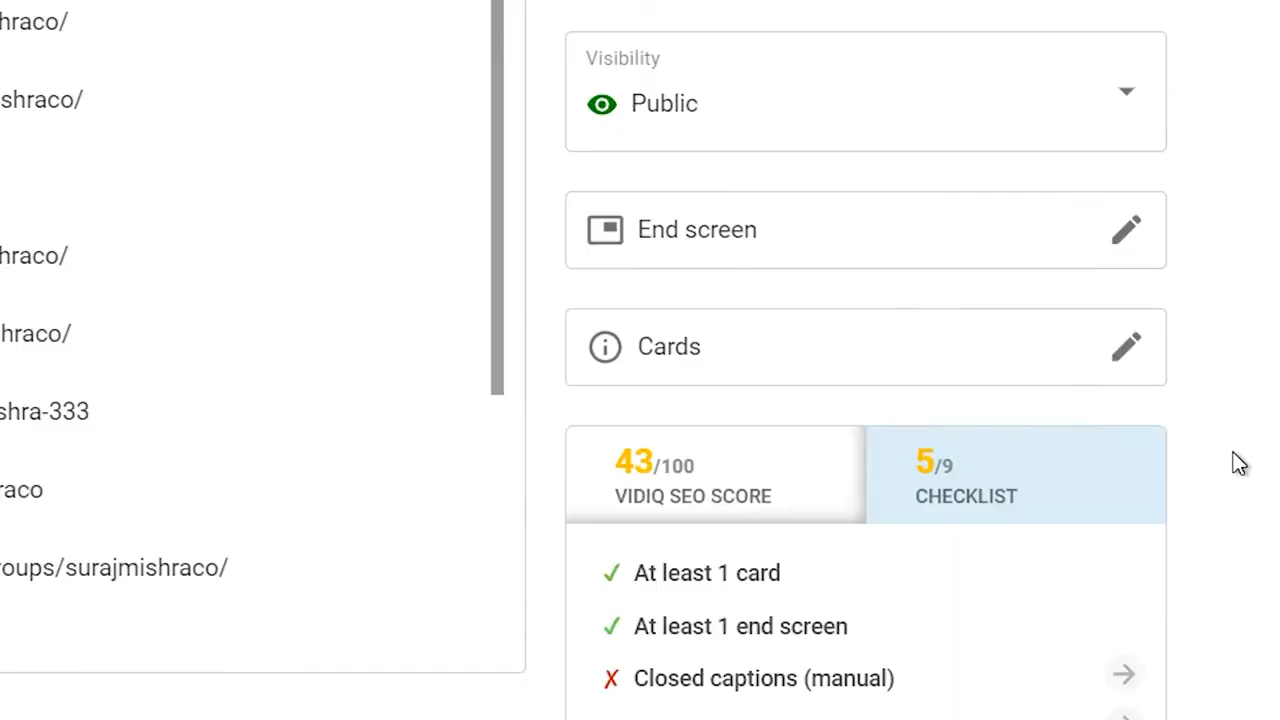 hraco/
shraco/
hraco/
hraco/
shra-333
raco
roups/surajmishraco/
Visibility
Public
End screen
Cards
43/100
VIDIQ SEO SCORE
5/9
CHECKLIST
✓ At least 1 card
✓ At least 1 end screen
✗ Closed captions (manual)